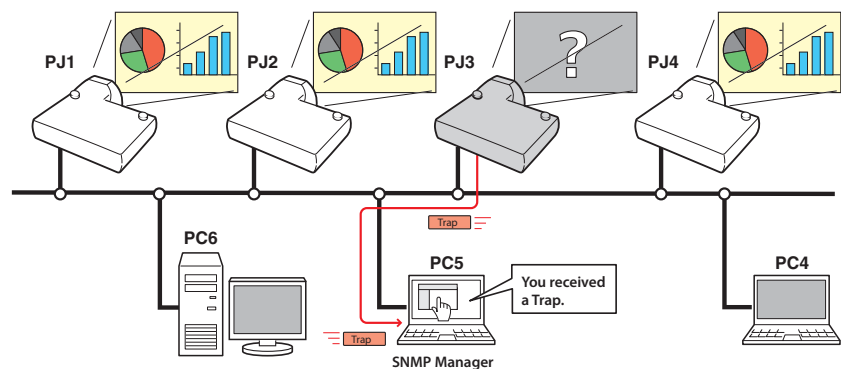 PJ1
PJ2
PJ3
?
PJ4
Trap
PC6
PC5
You received
a Trap.
PC4
Trap
SNMP Manager